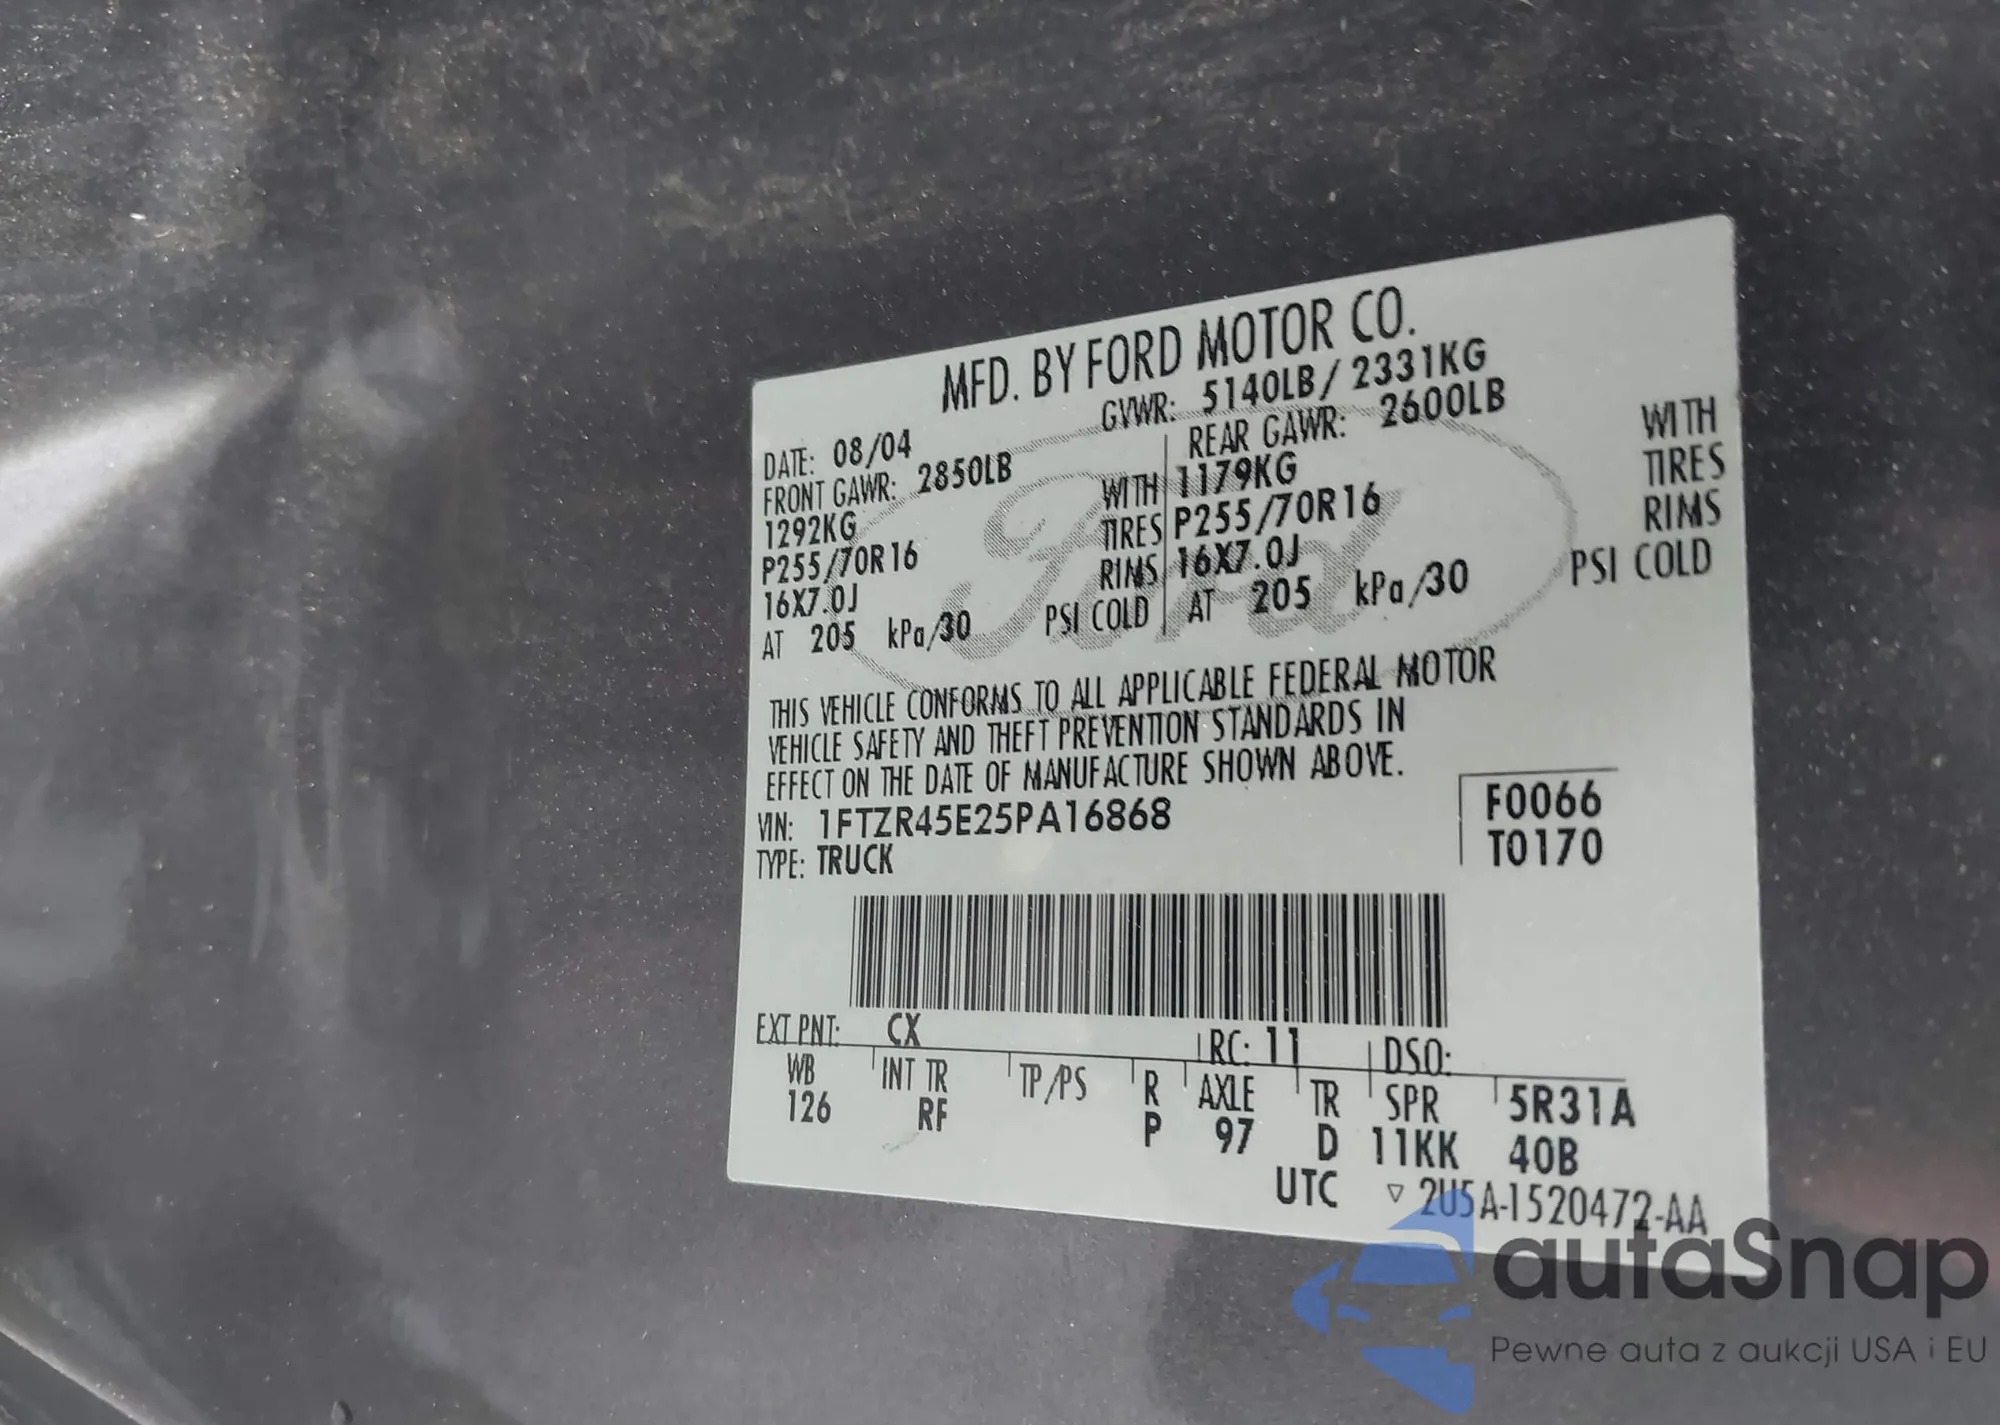 MFD. BY FORD MOTOR CO.
DATE: 08/04 GVWR: 5140LB/ 2331KG
FRONT GAWR: 2850LB REAR GAWR: 2600LB
1292KG WITH 1179KG WITH
P255/70R16 TIRES P255/70R16 TIRES
16X7.0J RIMS 16X7.0J RIMS
AT 205 kPa/30 PSI COLD AT 205 kPa/30 PSI COLD
Ford
THIS VEHICLE CONFORMS TO ALL APPLICABLE FEDERAL MOTOR
VEHICLE SAFETY AND THEFT PREVENTION STANDARDS IN
EFFECT ON THE DATE OF MANUFACTURE SHOWN ABOVE.
VIN: 1FTZR45E25PA16868 F0066
TYPE: TRUCK T0170
EXT PNT: CX RC: 11 DSO:
WB INT TR TP/PS R AXLE TR SPR 5R31A
126 RF P 97 D 11KK 40B
UTC ▽ 2U5A-1520472-AA
autaSnap
Pewne auta z aukcji USA i EU